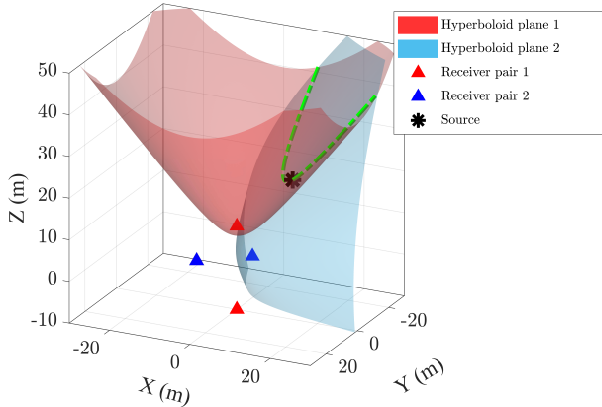 Hyperboloid plane 1
Hyperboloid plane 2
Receiver pair 1
Receiver pair 2
Source
50
40
30
20
10
0
-10
Z (m)
-20
0
20
X (m)
20
0
-20
Y (m)